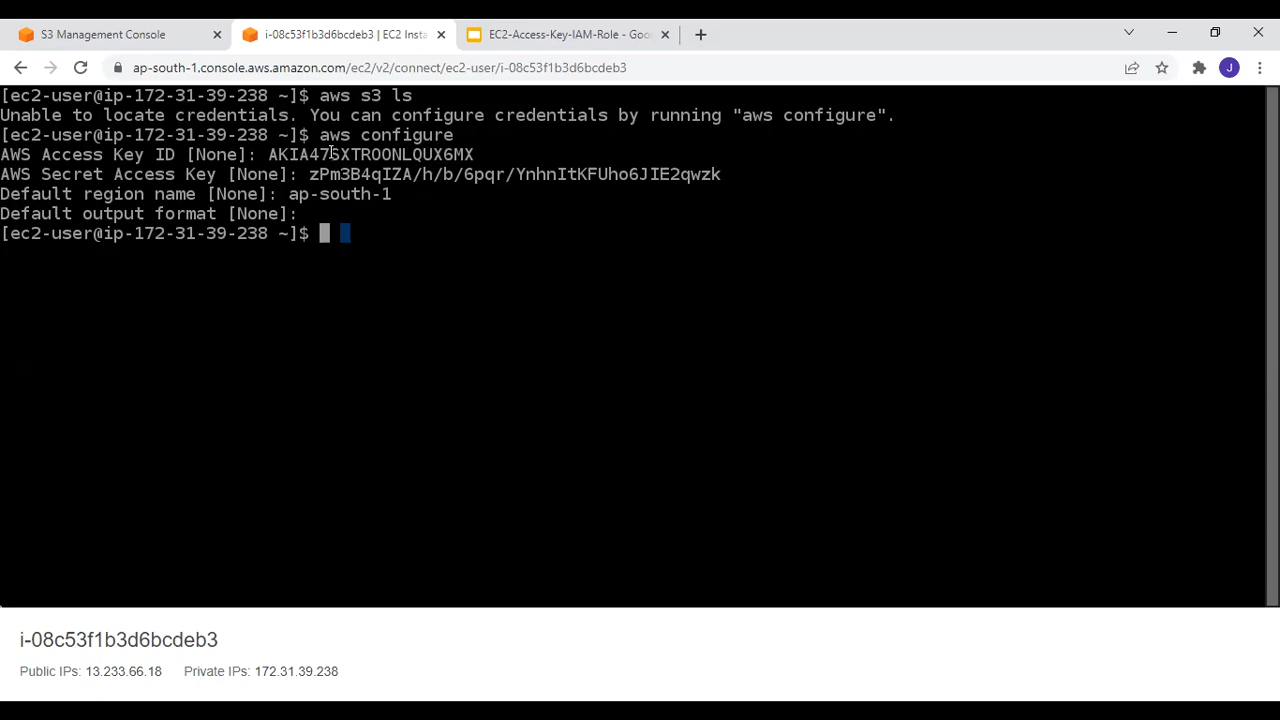 S3 Management Console
i-08c53f1b3d6bcdeb3 | EC2 Insta
EC2-Access-Key-IAM-Role - Goo
ap-south-1.console.aws.amazon.com/ec2/v2/connect/ec2-user/i-08c53f1b3d6bcdeb3
J
[ec2-user@ip-172-31-39-238 ~]$ aws s3 ls
Unable to locate credentials. You can configure credentials by running "aws configure".
[ec2-user@ip-172-31-39-238 ~]$ aws configure
AWS Access Key ID [None]: AKIA47SXTROONLQUX6MX
AWS Secret Access Key [None]: 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
Default region name [None]: ap-south-1
Default output format [None]:
[ec2-user@ip-172-31-39-238 ~]$
i-08c53f1b3d6bcdeb3
Public IPs: 13.233.66.18 Private IPs: 172.31.39.238